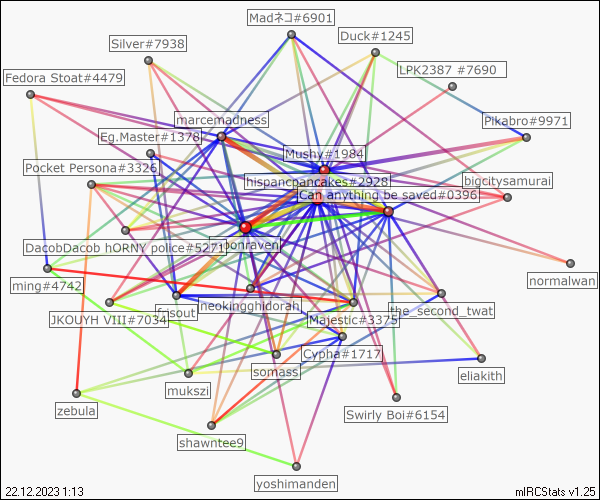 Madネコ#6901
Duck#1245
Silver#7938
LPK2387 #7690
Fedora Stoat#4479
marcemadness
Pikabro#9971
Eg.Master#1378
Mushy#1984
Pocket Persona#3326
hispancpancakes#2928
bigcitysamurai
Can anything be saved#0396
DacobDacob hORNY police#5271
bonraven
ming#4742
normalwan
neokingghidorah
the_second_twat
JKOUYH VIII#7034
Majestic#3375
Cypha#1717
somass
eliakith
mukszi
zebula
Swirly Boi#6154
shawntee9
yoshimanden
22.12.2023 1:13
mIRCStats v1.25